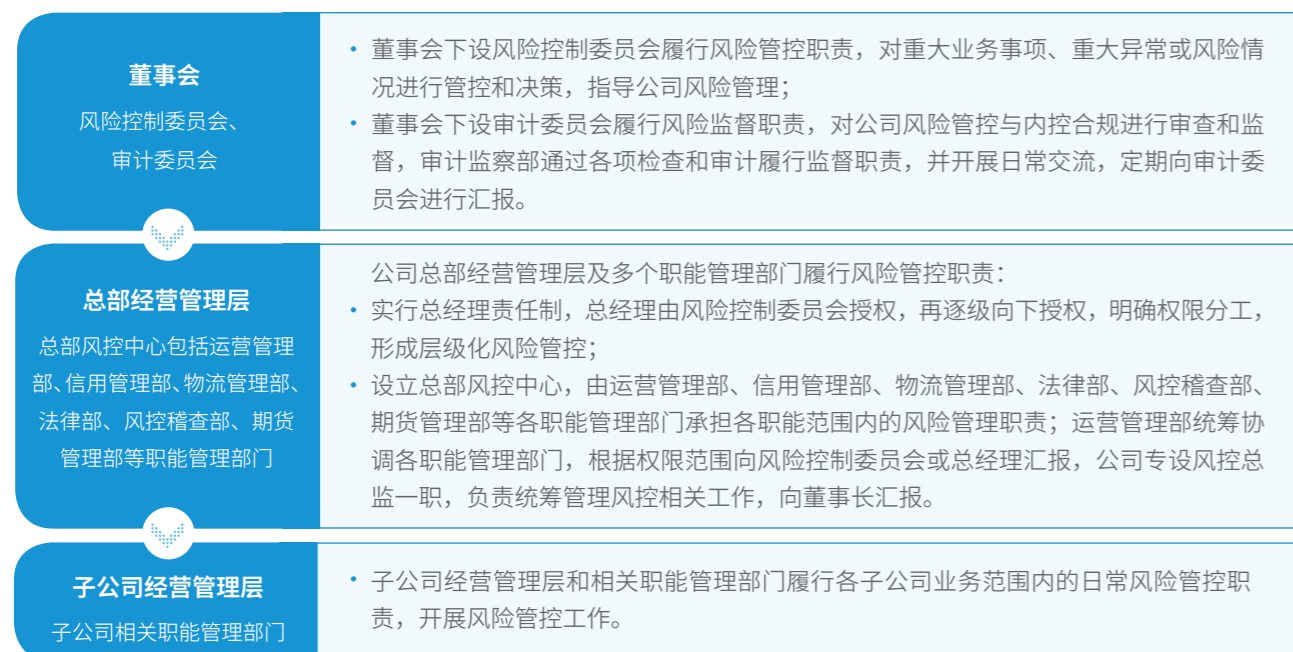 董事会
风险控制委员会、
审计委员会
• 董事会下设风险控制委员会履行风险管控职责，对重大业务事项、重大异常或风险情
况进行管控和决策，指导公司风险管理；
• 董事会下设审计委员会履行风险监督职责，对公司风险管控与内控合规进行审查和监
督，审计监察部通过各项检查和审计履行监督职责，并开展日常交流，定期向审计委
员会进行汇报。
总部经营管理层
总部风控中心包括运营管理
部、信用管理部、物流管理部、
法律部、风控稽查部、期货
管理部等职能管理部门
公司总部经营管理层及多个职能管理部门履行风险管控职责：
• 实行总经理责任制，总经理由风险控制委员会授权，再逐级向下授权，明确权限分工，
形成层级化风险管控；
• 设立总部风控中心，由运营管理部、信用管理部、物流管理部、法律部、风控稽查部、
期货管理部等各职能管理部门承担各职能范围内的风险管理职责；运营管理部统筹协
调各职能管理部门，根据权限范围向风险控制委员会或总经理汇报，公司专设风控总
监一职，负责统筹管理风控相关工作，向董事长汇报。
子公司经营管理层
子公司相关职能管理部门
• 子公司经营管理层和相关职能管理部门履行各子公司业务范围内的日常风险管控职
责，开展风险管控工作。